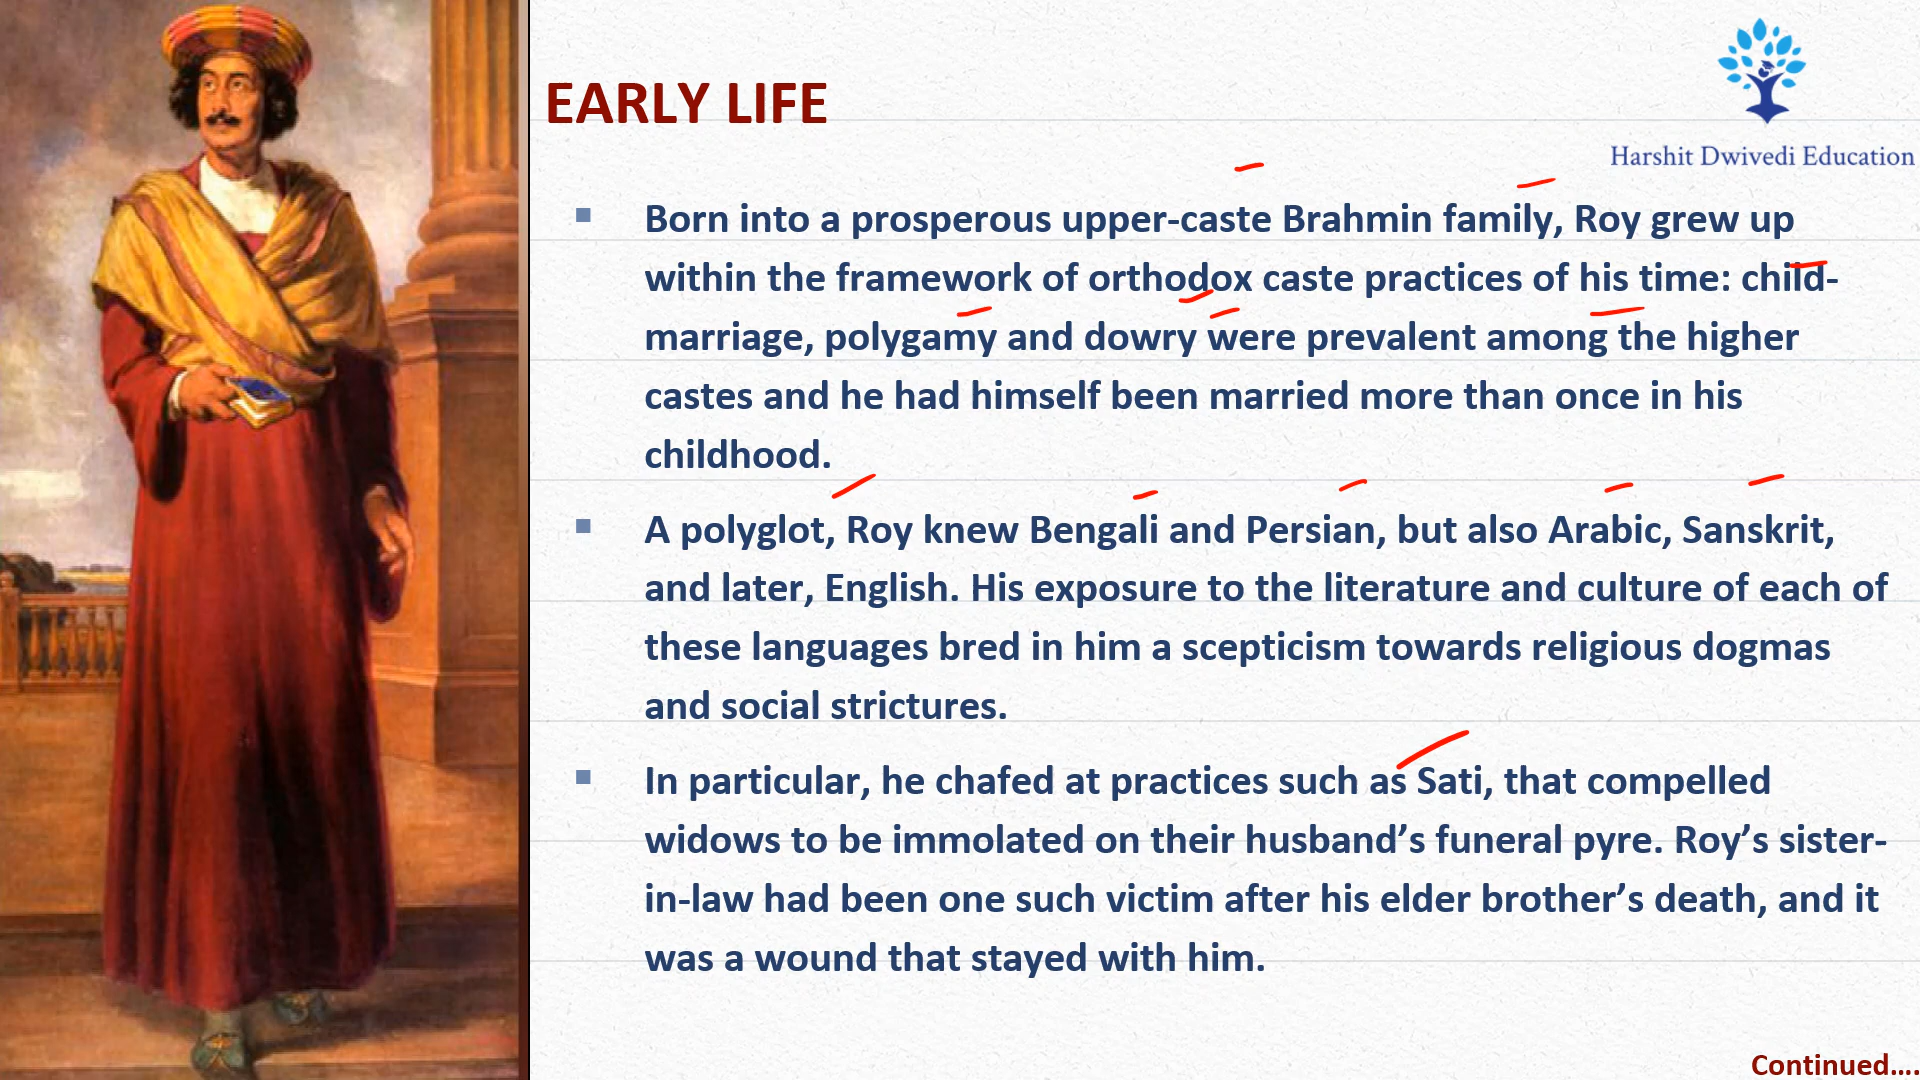 EARLY LIFE
Harshit Dwivedi Education
▪ Born into a prosperous upper-caste Brahmin family, Roy grew up
within the framework of orthodox caste practices of his time: child-
marriage, polygamy and dowry were prevalent among the higher
castes and he had himself been married more than once in his
childhood.
▪ A polyglot, Roy knew Bengali and Persian, but also Arabic, Sanskrit,
and later, English. His exposure to the literature and culture of each of
these languages bred in him a scepticism towards religious dogmas
and social strictures.
▪ In particular, he chafed at practices such as Sati, that compelled
widows to be immolated on their husband’s funeral pyre. Roy’s sister-
in-law had been one such victim after his elder brother’s death, and it
was a wound that stayed with him.
Continued....